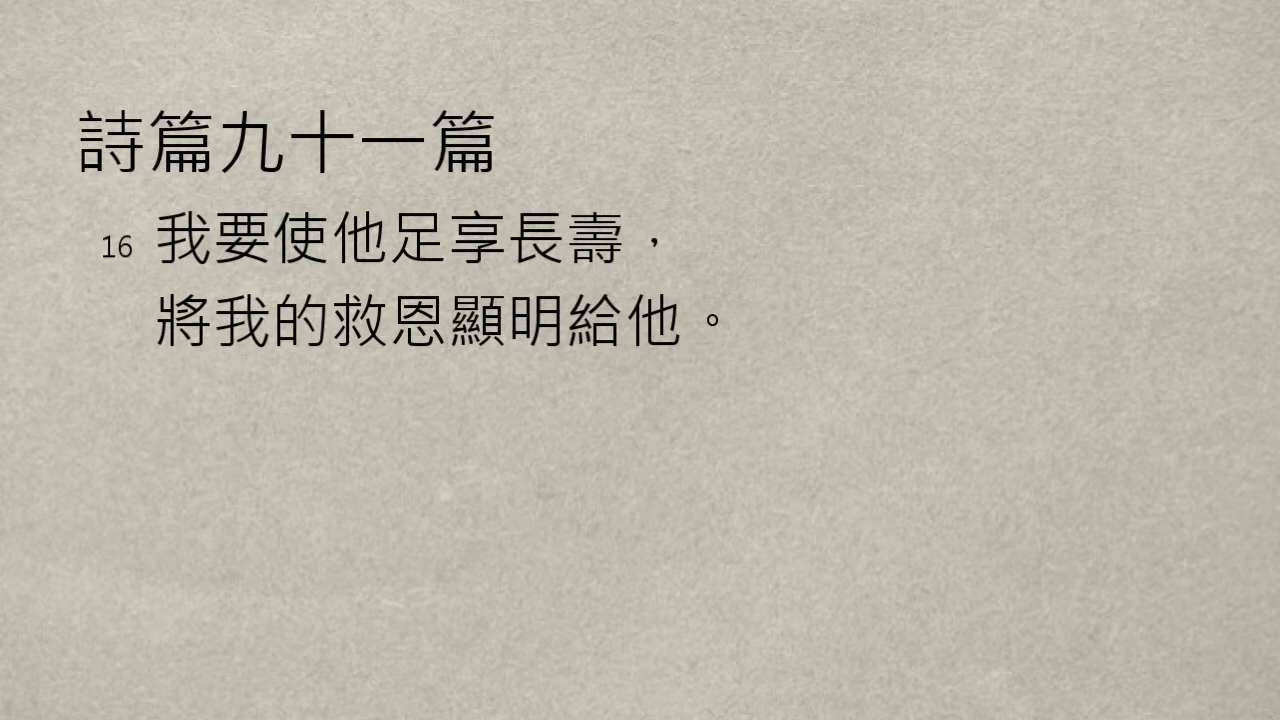 詩篇九十一篇
16 我要使他足享長壽，
將我的救恩顯明給他。